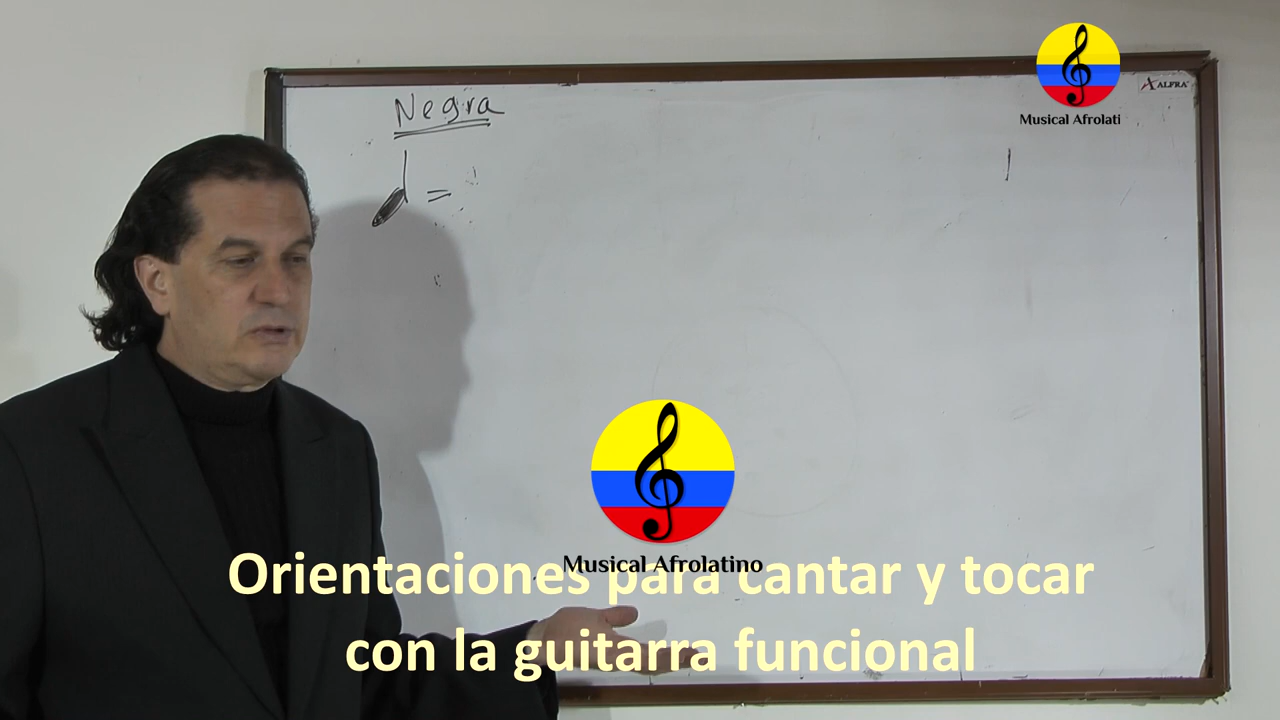 Musical Afrolati
ALFRA
Negra
=
Musical Afrolatino
Orientaciones para cantar y tocar
con la guitarra funcional